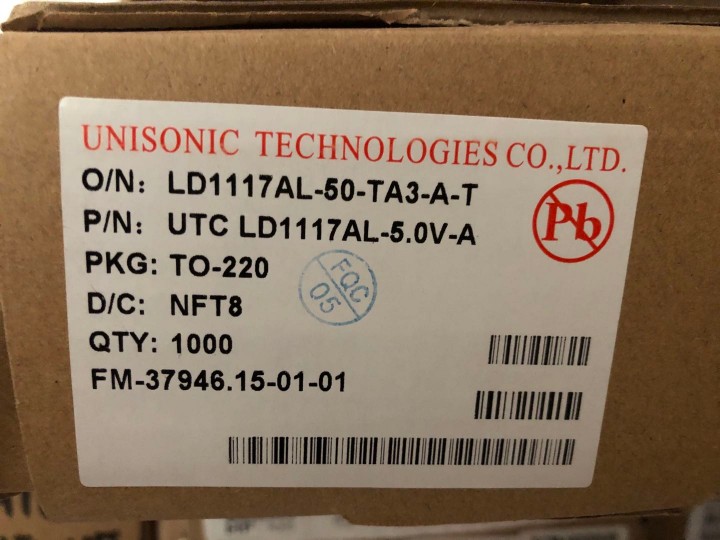 UNISONIC TECHNOLOGIES CO.,LTD.
O/N: LD1117AL-50-TA3-A-T
P/N: UTC LD1117AL-5.0V-A
Pb
PKG: TO-220
FQC
05
D/C: NFT8
QTY: 1000
FM-37946.15-01-01